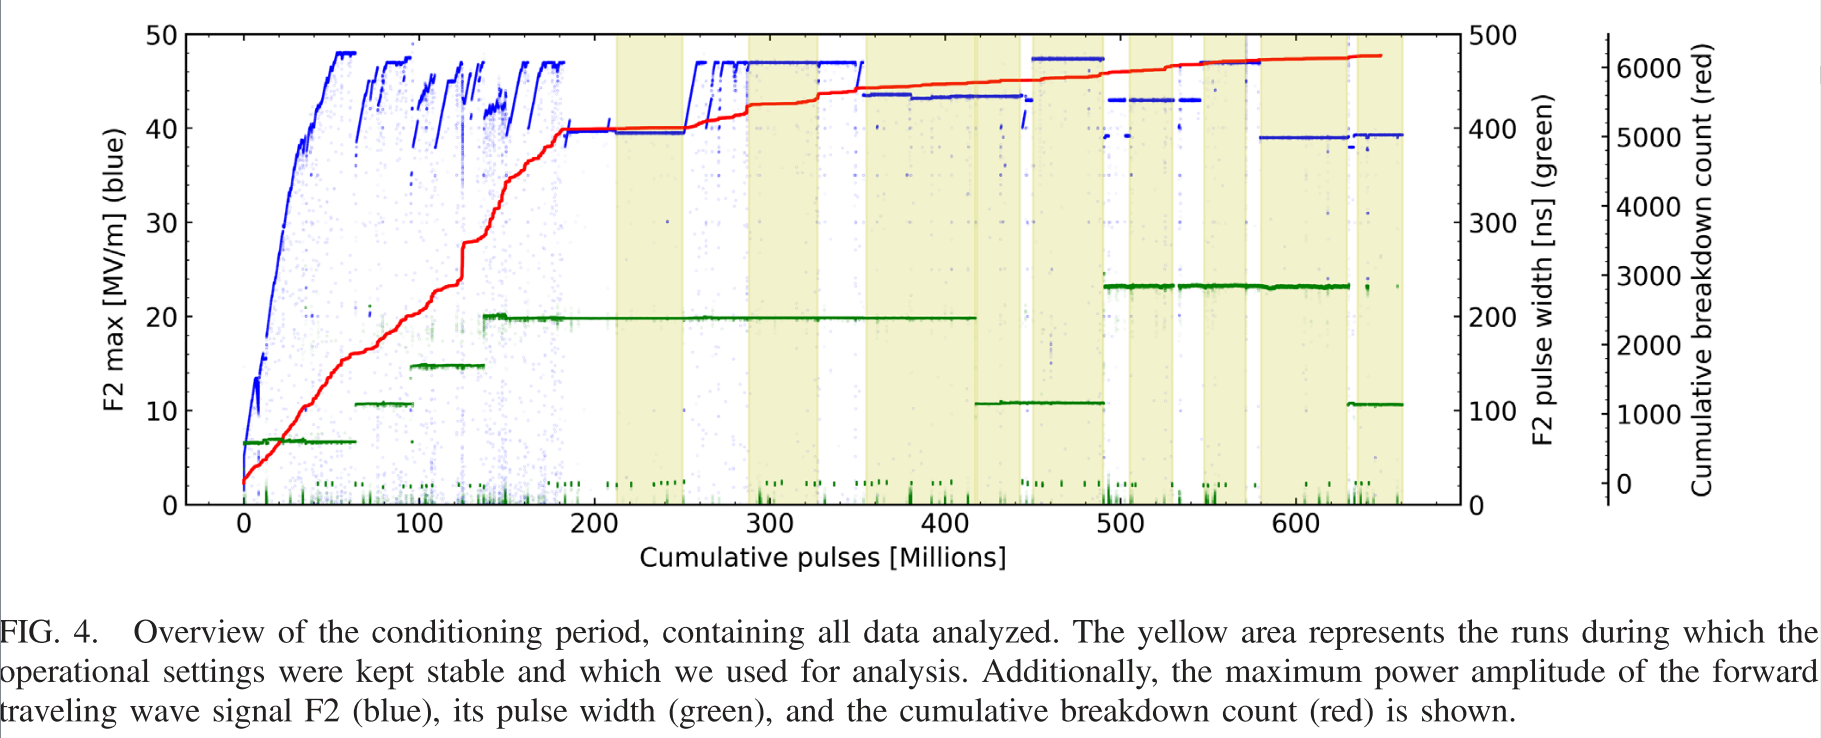 50
40
30
20
10
0
F2 max [MV/m] (blue)
0 100 200 300 400 500 600
Cumulative pulses [Millions]
500
400
300
200
100
0
F2 pulse width [ns] (green)
6000
5000
4000
3000
2000
1000
0
Cumulative breakdown count (red)
FIG. 4. Overview of the conditioning period, containing all data analyzed. The yellow area represents the runs during which the
operational settings were kept stable and which we used for analysis. Additionally, the maximum power amplitude of the forward
traveling wave signal F2 (blue), its pulse width (green), and the cumulative breakdown count (red) is shown.